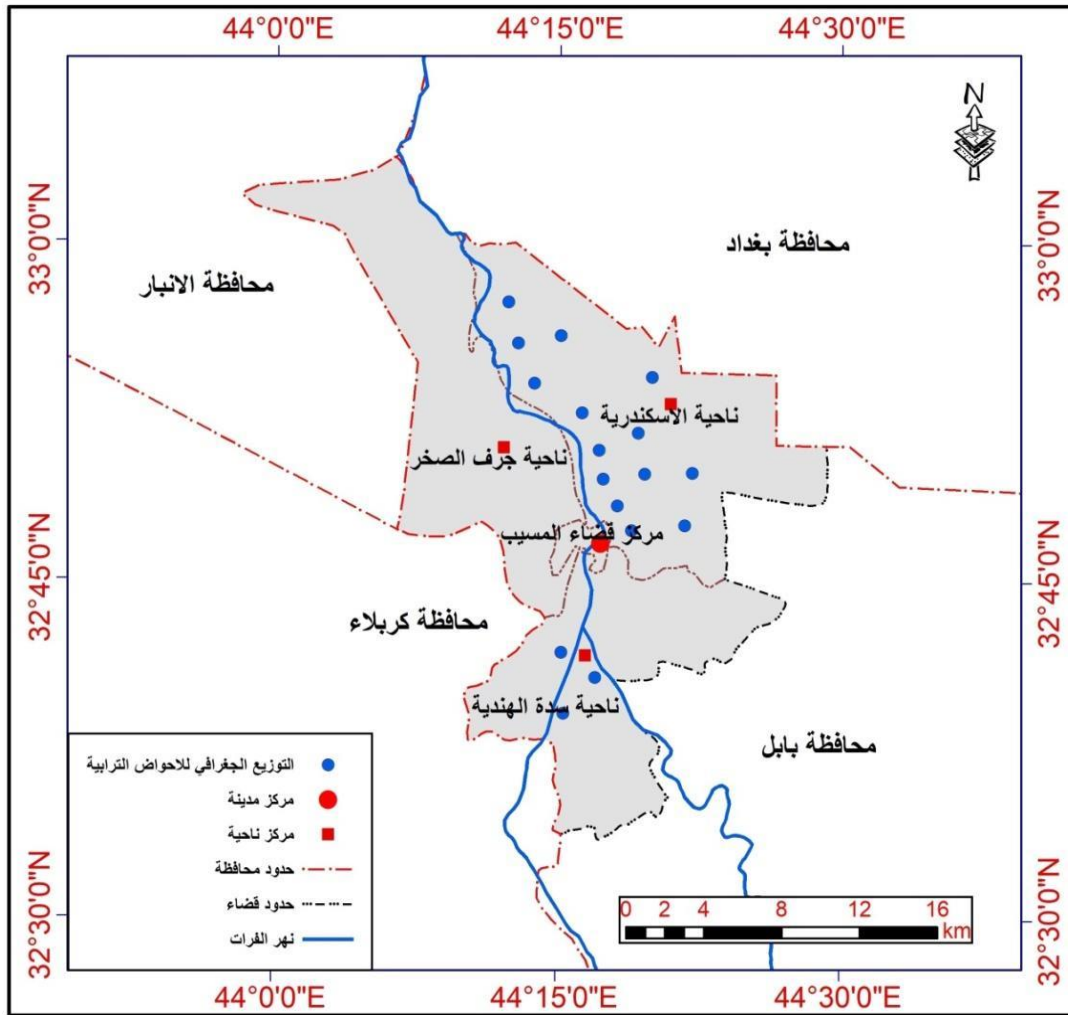 44°0'0"E 44°15'0"E 44°30'0"E
N
33°0'0"N 33°0'0"N
محافظة بغداد
محافظة الانبار
ناحية الاسكندرية
ناحية جرف الصخر
مركز قضاء المسيب
32°45'0"N 32°45'0"N
محافظة كربلاء
ناحية سدة الهندية
محافظة بابل
التوزيع الجغرافي للاحواض الترابية
مركز مدينة
مركز ناحية
حدود محافظة
حدود قضاء
نهر الفرات
0 2 4 8 12 16
km
32°30'0"N 32°30'0"N
44°0'0"E 44°15'0"E 44°30'0"E